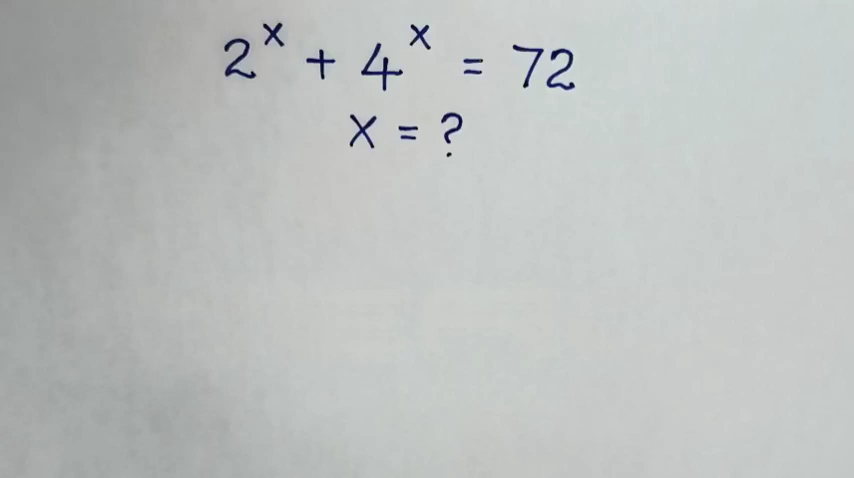 2^x + 4^x = 72
x = ?